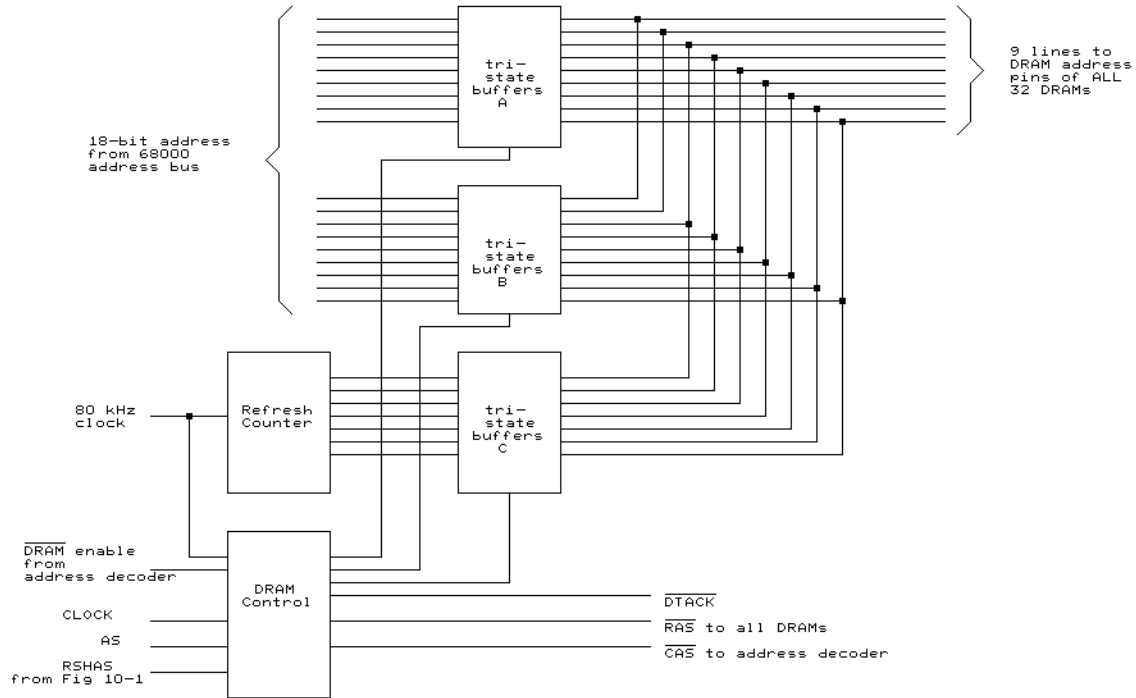 tri-
state
buffers
A
9 lines to
DRAM address
pins of ALL
32 DRAMs
18-bit address
from 68000
address bus
tri-
state
buffers
B
80 kHz
clock
Refresh
Counter
tri-
state
buffers
C
DRAM enable
from
address decoder
DRAM
Control
CLOCK
AS
RSHAS
from Fig 10-1
DTACK
RAS to all DRAMs
CAS to address decoder